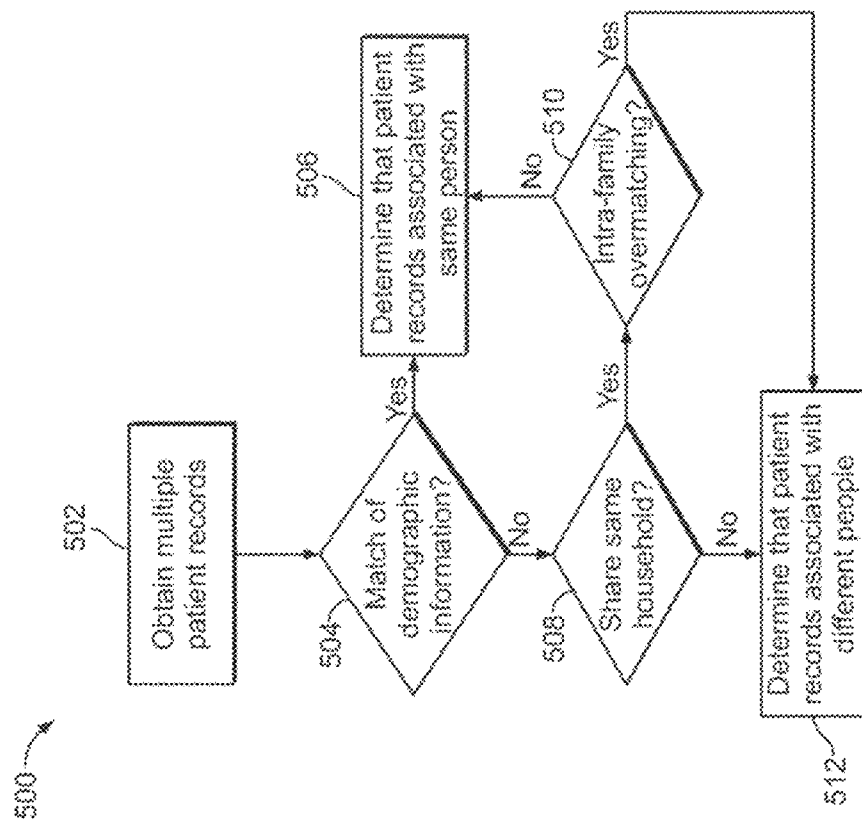 500
502
Obtain multiple
patient records
504
Match of
demographic
information?
Yes
No
506
Determine that patient
records associated with
same person
508
Share same
household?
Yes
No
510
Intra-family
overmatching?
No
Yes
512
Determine that patient
records associated with
different people